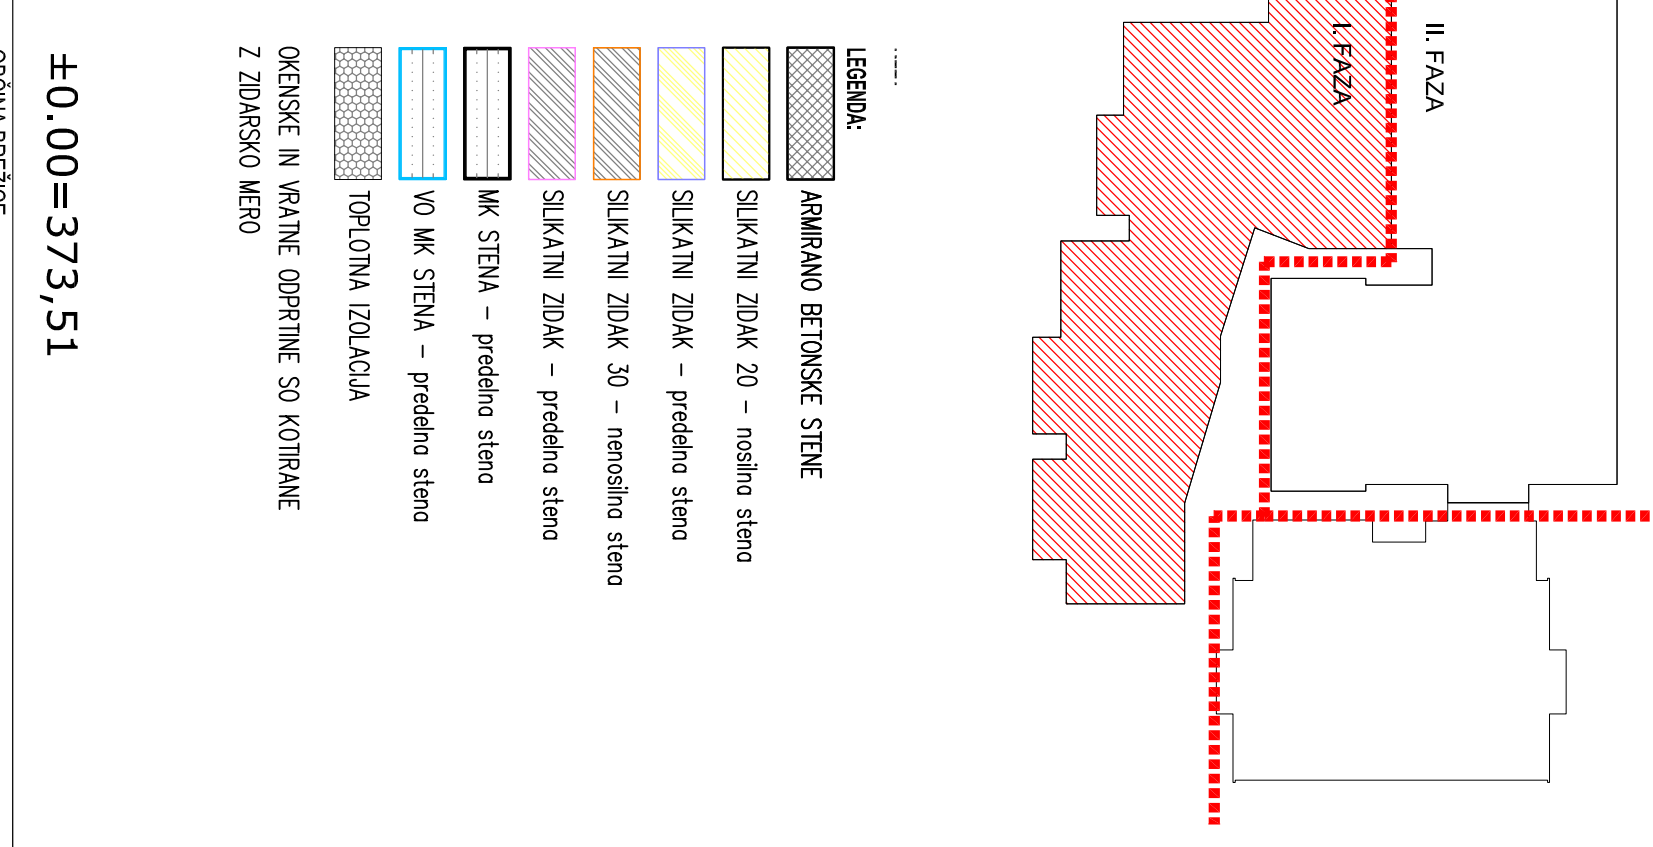 II. FAZA
I. FAZA
LEGENDA:
ARMIRANO BETONSKE STENE
SILIKATNI ZIDAK 20 – nosilna stena
SILIKATNI ZIDAK – predelna stena
SILIKATNI ZIDAK 30 – nenosilna stena
SILIKATNI ZIDAK – predelna stena
MK STENA – predelna stena
VO MK STENA – predelna stena
TOPLOTNA IZOLACIJA
OKENSKE IN VRATNE ODPRTINE SO KOTIRANE
Z ZIDARSKO MERO
±0.00=373,51